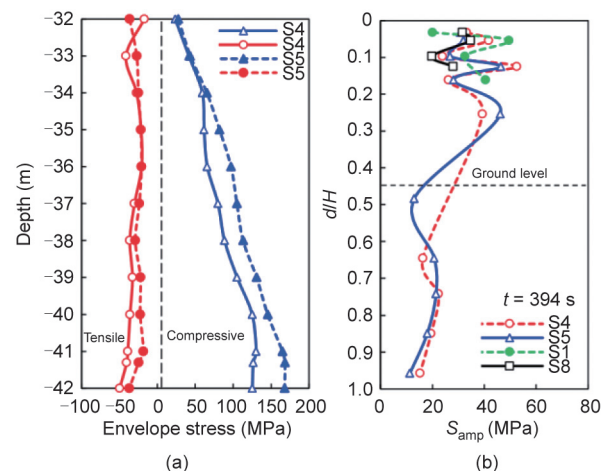 −32
−33
−34
−35
−36
−37
−38
−39
−40
−41
−42
Depth (m)
S4
S4
S5
S5
Tensile
Compressive
−100 −50 0 50 100 150 200
Envelope stress (MPa)
(a)
0
0.1
0.2
0.3
0.4
0.5
0.6
0.7
0.8
0.9
1.0
d/H
Ground level
t = 394 s
S4
S5
S1
S8
0 20 40 60 80
Samp (MPa)
(b)